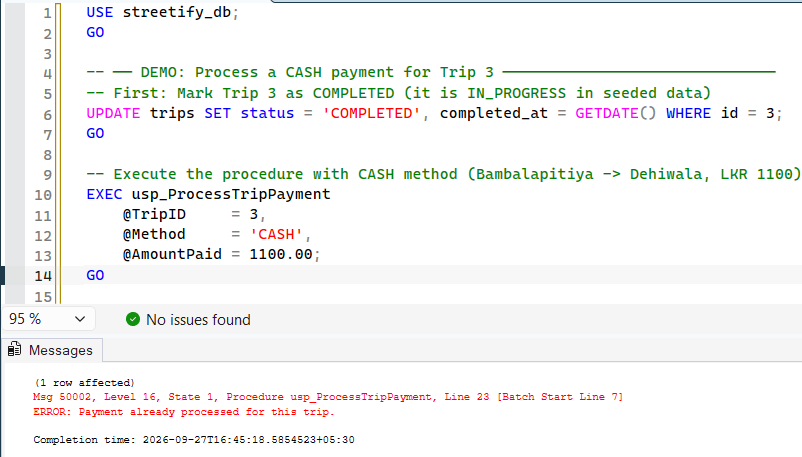 1 USE streetify_db;
2 GO
3
4 -- ── DEMO: Process a CASH payment for Trip 3 ──────────────────────────────
5 -- First: Mark Trip 3 as COMPLETED (it is IN_PROGRESS in seeded data)
6 UPDATE trips SET status = 'COMPLETED', completed_at = GETDATE() WHERE id = 3;
7 GO
8
9 -- Execute the procedure with CASH method (Bambalapitiya -> Dehiwala, LKR 1100)
10 EXEC usp_ProcessTripPayment
11 @TripID = 3,
12 @Method = 'CASH',
13 @AmountPaid = 1100.00;
14 GO
15
95 % No issues found
Messages
(1 row affected)
Msg 50002, Level 16, State 1, Procedure usp_ProcessTripPayment, Line 23 [Batch Start Line 7]
ERROR: Payment already processed for this trip.
Completion time: 2026-09-27T16:45:18.5854523+05:30